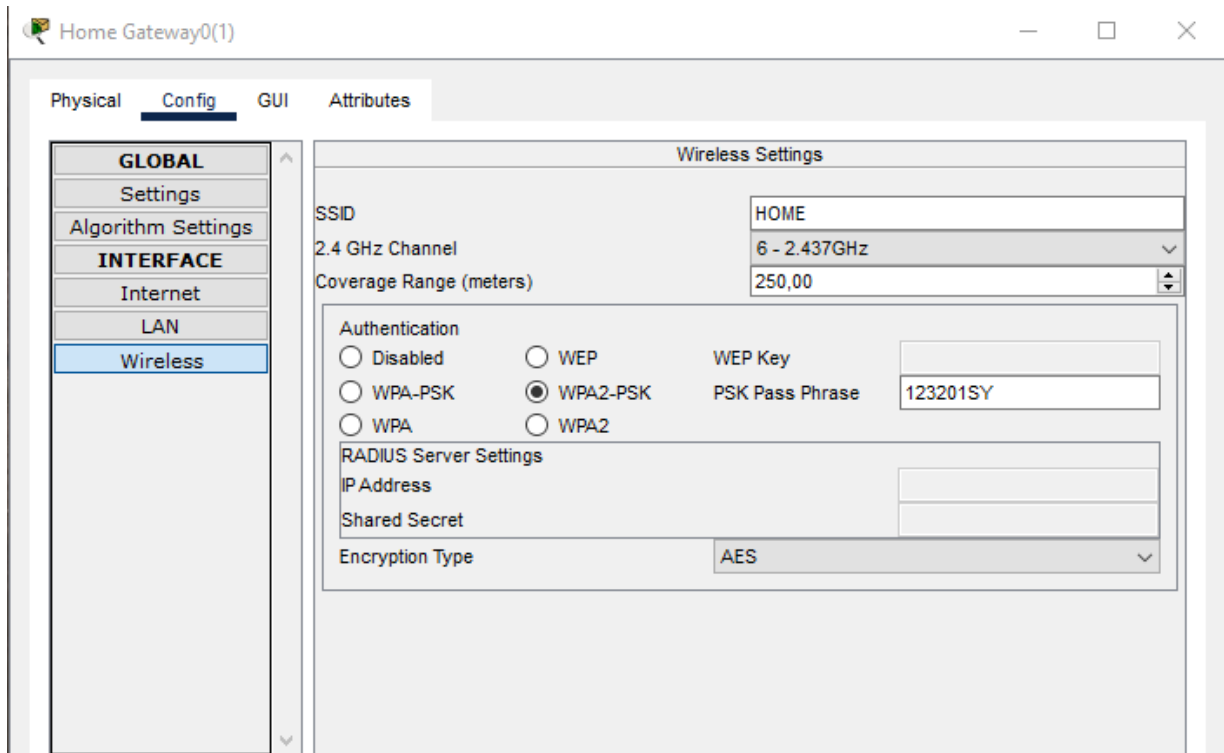 Home Gateway0(1)
Physical Config GUI Attributes
GLOBAL
Settings
Algorithm Settings
INTERFACE
Internet
LAN
Wireless
Wireless Settings
SSID HOME
2.4 GHz Channel 6 - 2.437GHz
Coverage Range (meters) 250,00
Authentication
Disabled WEP WEP Key
WPA-PSK WPA2-PSK PSK Pass Phrase 123201SY
WPA WPA2
RADIUS Server Settings
IP Address
Shared Secret
Encryption Type AES